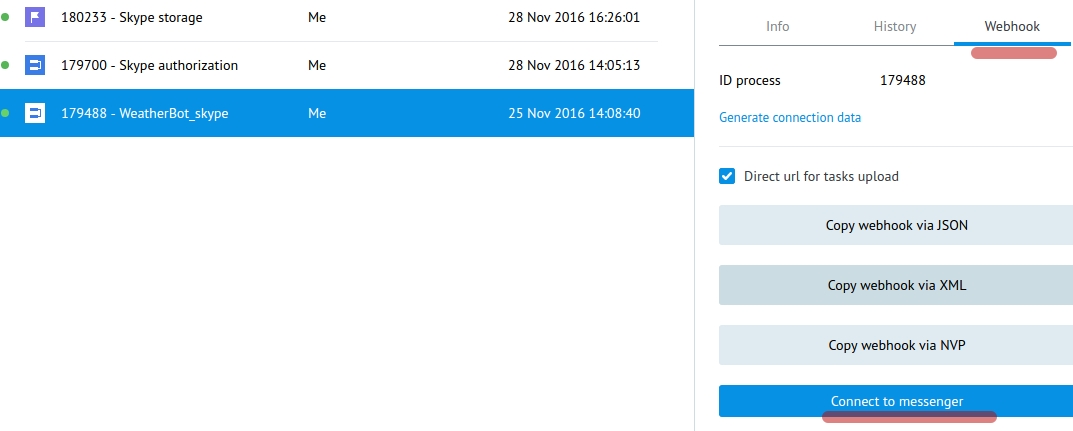 180233 - Skype storage Me 28 Nov 2016 16:26:01
179700 - Skype authorization Me 28 Nov 2016 14:05:13
179488 - WeatherBot_skype Me 25 Nov 2016 14:08:40
Info History Webhook
ID process 179488
Generate connection data
Direct url for tasks upload
Copy webhook via JSON
Copy webhook via XML
Copy webhook via NVP
Connect to messenger